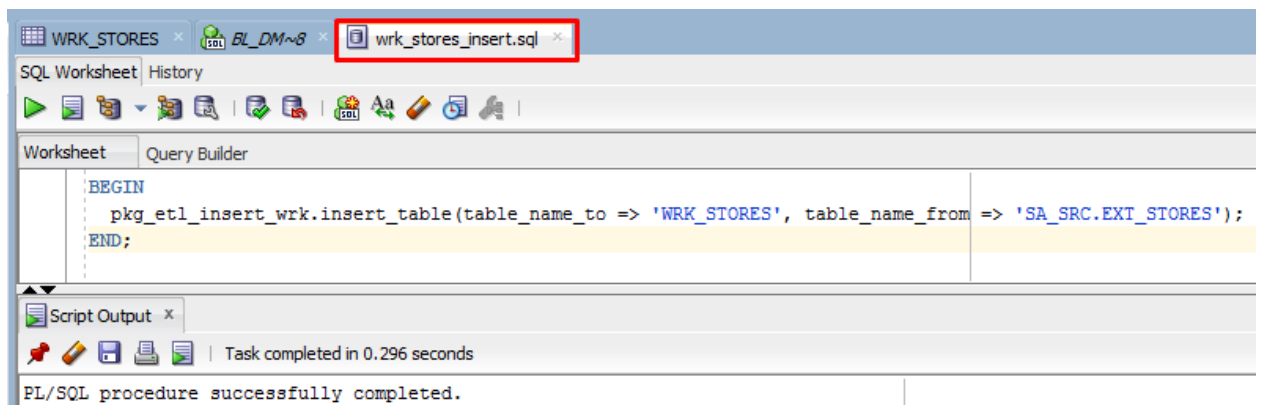 WRK_STORES × BL_DM~8 × wrk_stores_insert.sql ×
SQL Worksheet History
Worksheet Query Builder
BEGIN
pkg_etl_insert_wrk.insert_table(table_name_to => 'WRK_STORES', table_name_from => 'SA_SRC.EXT_STORES');
END;
Script Output ×
Task completed in 0.296 seconds
PL/SQL procedure successfully completed.